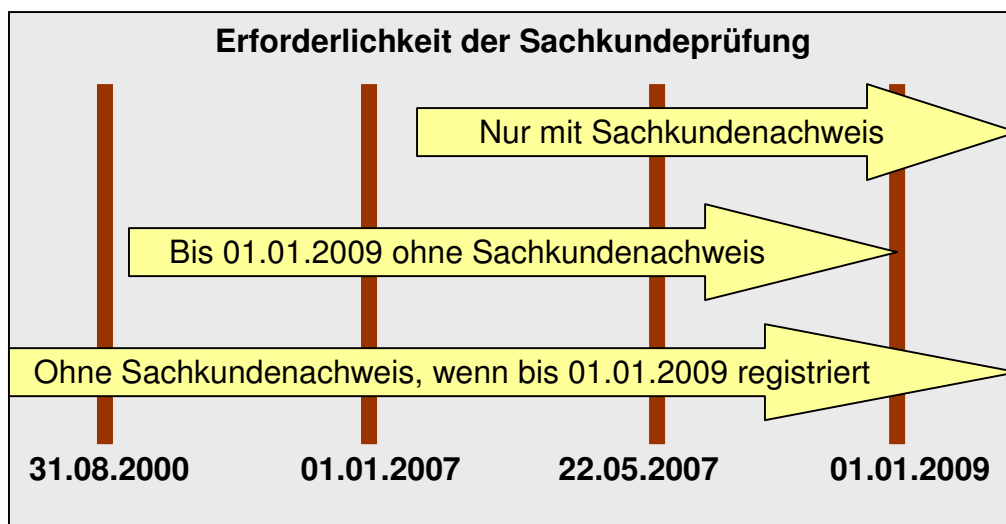 Erforderlichkeit der Sachkundeprüfung
Nur mit Sachkundenachweis
Bis 01.01.2009 ohne Sachkundenachweis
Ohne Sachkundenachweis, wenn bis 01.01.2009 registriert
31.08.2000 01.01.2007 22.05.2007 01.01.2009